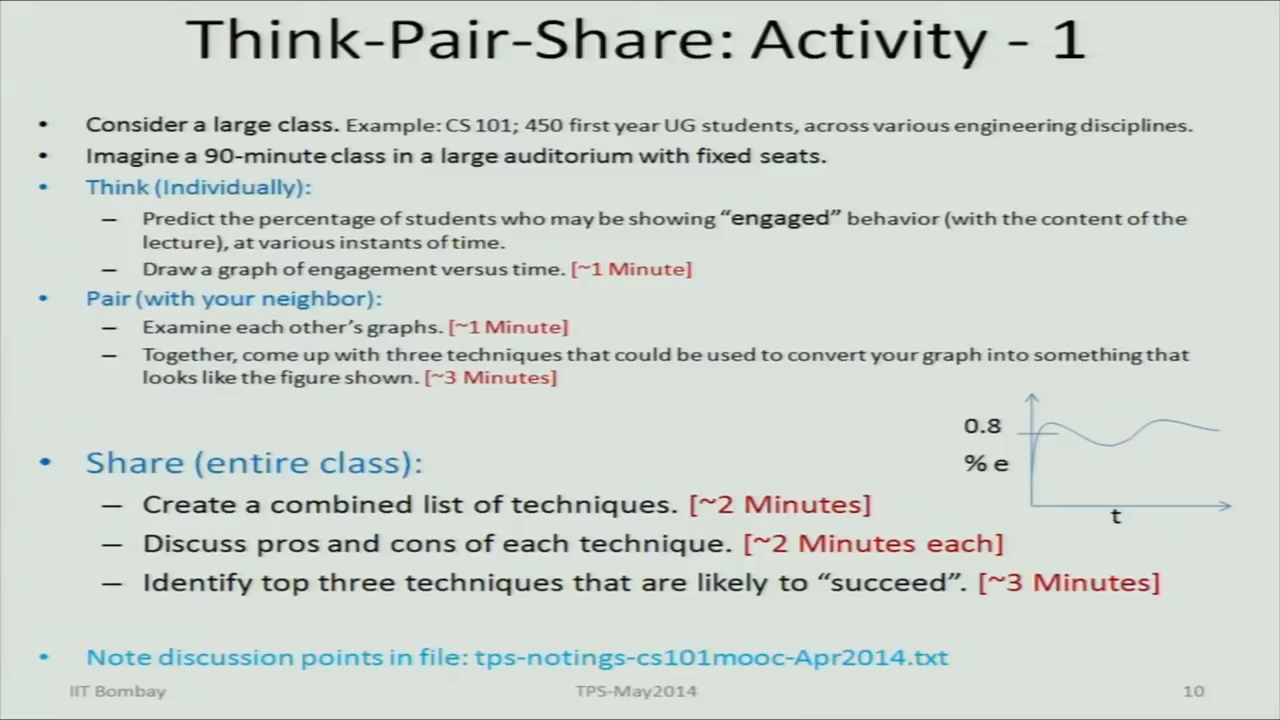 Think-Pair-Share: Activity - 1
• Consider a large class. Example: CS 101; 450 first year UG students, across various engineering disciplines.
• Imagine a 90-minute class in a large auditorium with fixed seats.
• Think (Individually):
– Predict the percentage of students who may be showing “engaged” behavior (with the content of the
lecture), at various instants of time.
– Draw a graph of engagement versus time. [~1 Minute]
• Pair (with your neighbor):
– Examine each other’s graphs. [~1 Minute]
– Together, come up with three techniques that could be used to convert your graph into something that
looks like the figure shown. [~3 Minutes]
0.8
% e
t
• Share (entire class):
– Create a combined list of techniques. [~2 Minutes]
– Discuss pros and cons of each technique. [~2 Minutes each]
– Identify top three techniques that are likely to “succeed”. [~3 Minutes]
• Note discussion points in file: tps-notings-cs101mooc-Apr2014.txt
IIT Bombay
TPS-May2014
10